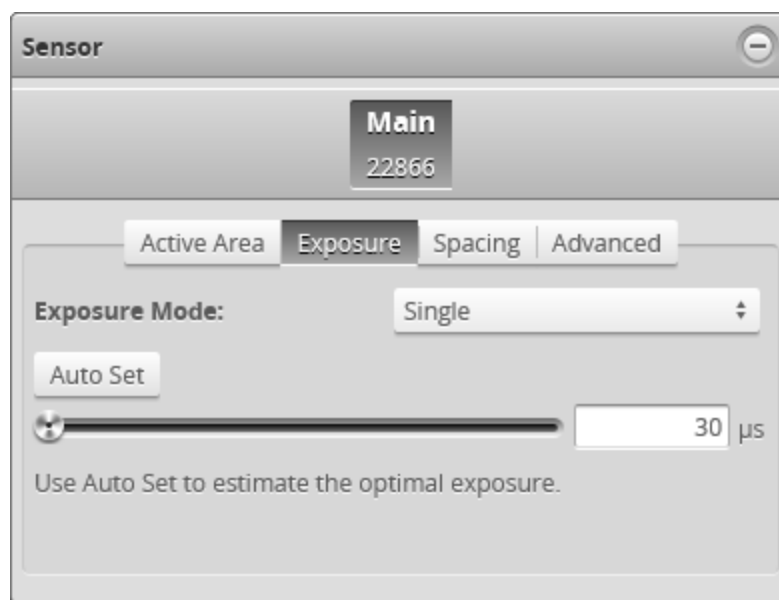 Sensor
Main
22866
Active Area Exposure Spacing Advanced
Exposure Mode: Single
Auto Set
30 µs
Use Auto Set to estimate the optimal exposure.